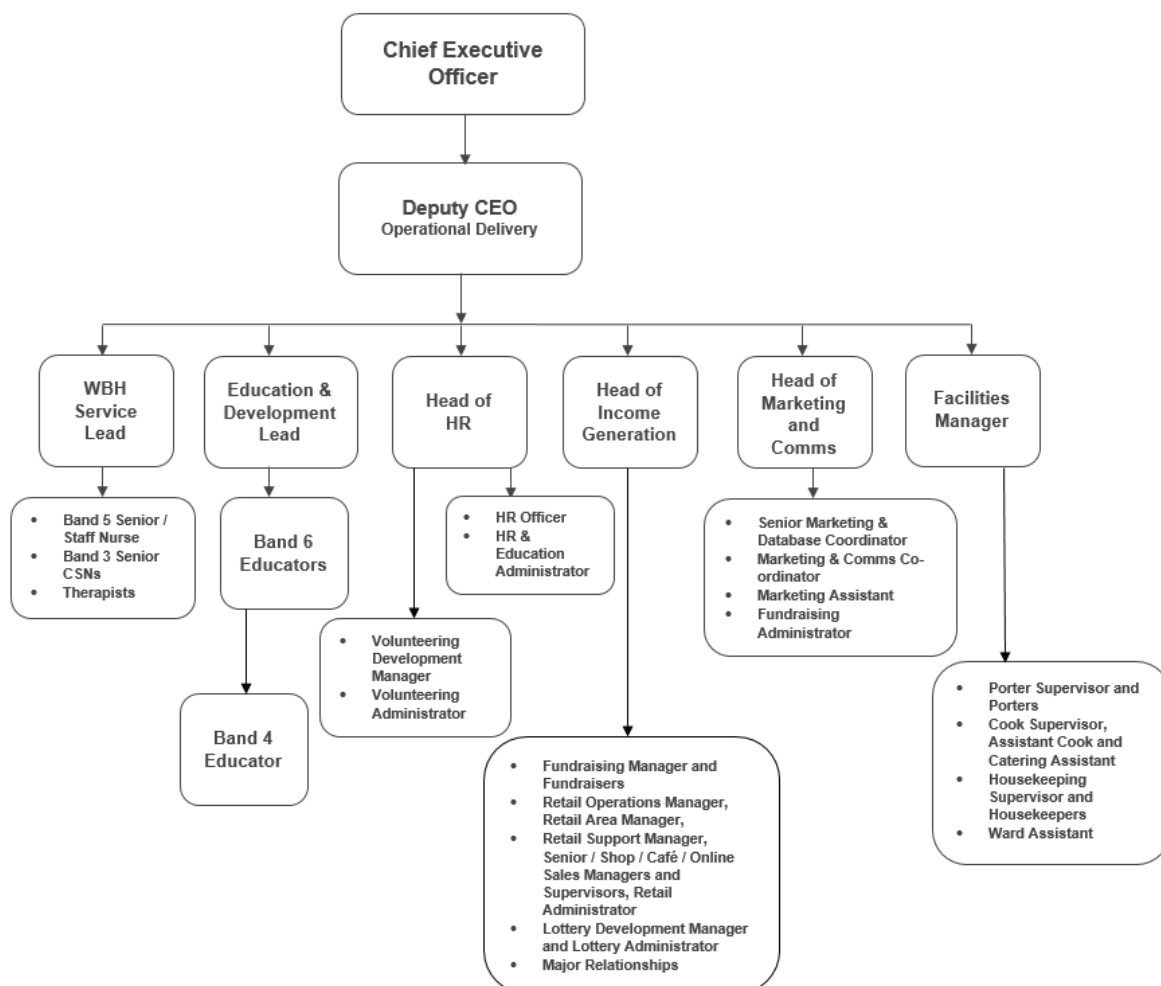 Chief Executive
Officer
Deputy CEO
Operational Delivery
WBH
Service
Lead
Education &
Development
Lead
Head of
HR
Head of
Income
Generation
Head of
Marketing
and
Comms
Facilities
Manager
• Band 5 Senior /
Staff Nurse
• Band 3 Senior
CSNs
• Therapists
Band 6
Educators
Band 4
Educator
• HR Officer
• HR &
Education
Administrator
• Volunteering
Development
Manager
• Volunteering
Administrator
• Fundraising Manager and
Fundraisers
• Retail Operations Manager,
Retail Area Manager,
• Retail Support Manager,
Senior / Shop / Café / Online
Sales Managers and
Supervisors, Retail
Administrator
• Lottery Development Manager
and Lottery Administrator
• Major Relationships
• Senior Marketing &
Database Coordinator
• Marketing & Comms Co-
ordinator
• Marketing Assistant
• Fundraising
Administrator
• Porter Supervisor and
Porters
• Cook Supervisor,
Assistant Cook and
Catering Assistant
• Housekeeping
Supervisor and
Housekeepers
• Ward Assistant